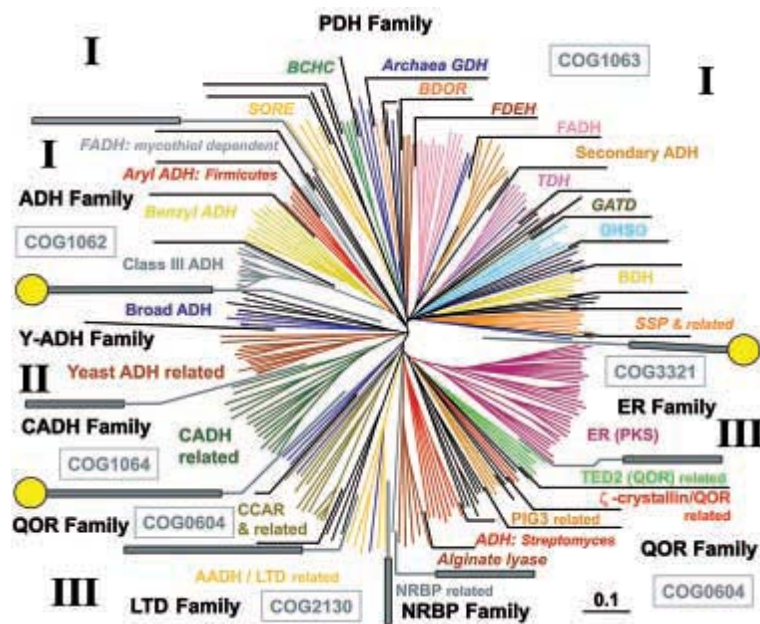 PDH Family
I
BCHC
Archaea GDH
COG1063
I
SORE
BDOR
FDEH
FADH: mycothiol dependent
FADH
I
Secondary ADH
Aryl ADH: Firmicutes
TDH
ADH Family
GATD
Benzyl ADH
DHSO
COG1062
Class III ADH
BDH
Broad ADH
SSP & related
Y-ADH Family
COG3321
II
Yeast ADH related
ER Family
CADH Family
III
CADH
related
ER (PKS)
COG1064
TED2 (QOR) related
ζ -crystallin/QOR
related
QOR Family
COG0604
CCAR
& related
PIG3 related
ADH: Streptomyces
QOR Family
Alginate lyase
III
AADH / LTD related
NRBP related
COG0604
LTD Family
COG2130
NRBP Family
0.1